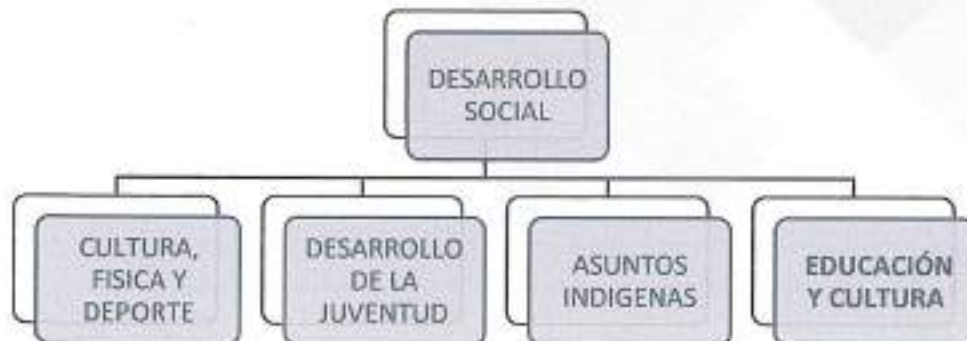 DESARROLLO
SOCIAL
CULTURA,
FISICA Y
DEPORTE
DESARROLLO
DE LA
JUVENTUD
ASUNTOS
INDIGENAS
EDUCACIÓN
Y CULTURA